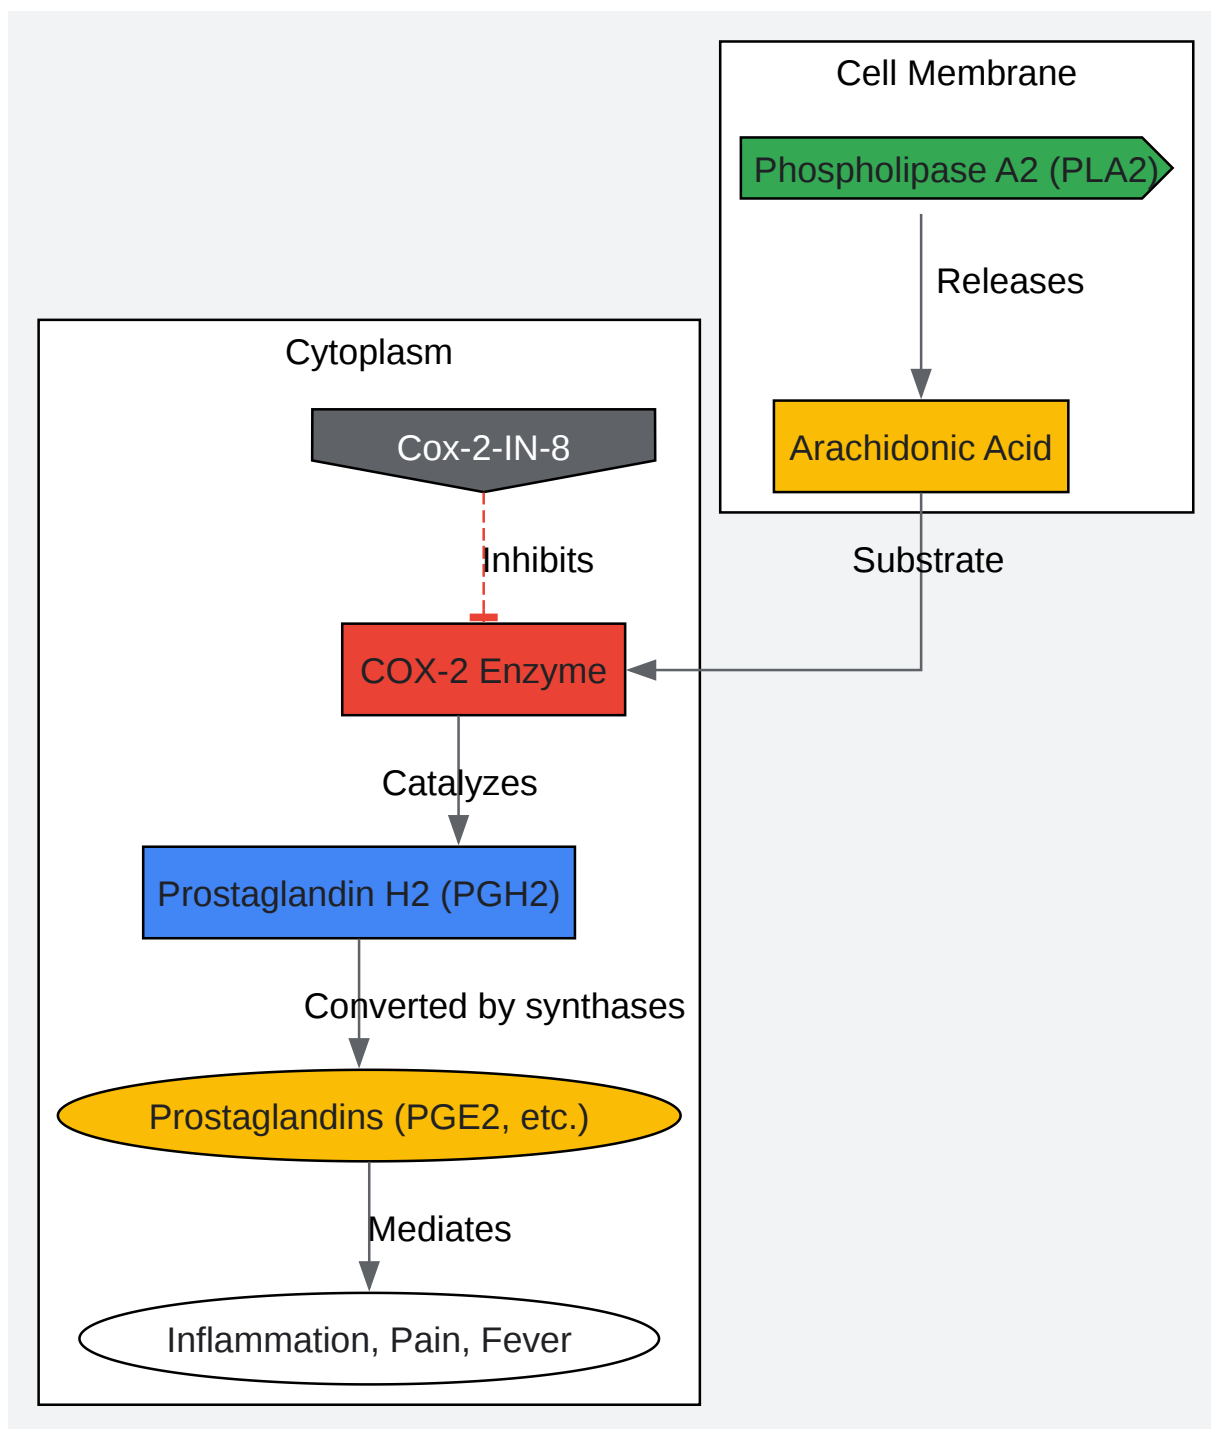 Cell Membrane
Phospholipase A2 (PLA2)
Releases
Cytoplasm
Cox-2-IN-8
Arachidonic Acid
Inhibits
Substrate
COX-2 Enzyme
Catalyzes
Prostaglandin H2 (PGH2)
Converted by synthases
Prostaglandins (PGE2, etc.)
Mediates
Inflammation, Pain, Fever